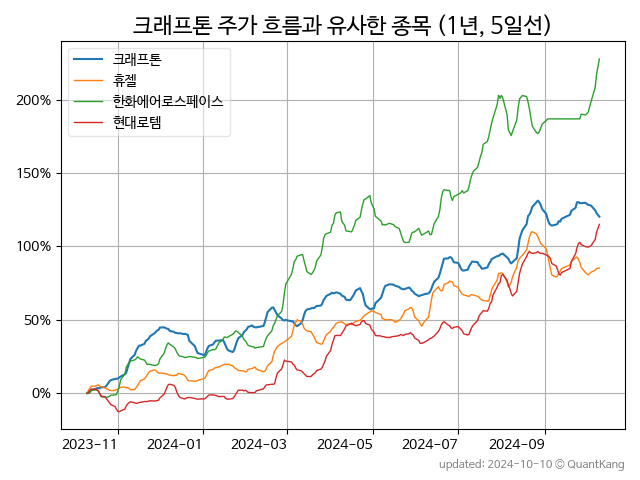 크래프톤 주가 흐름과 유사한 종목 (1년, 5일선)
크래프톤
휴젤
한화에어로스페이스
현대로템
200%
150%
100%
50%
0%
2023-11 2024-01 2024-03 2024-05 2024-07 2024-09
updated: 2024-10-10 © QuantKang